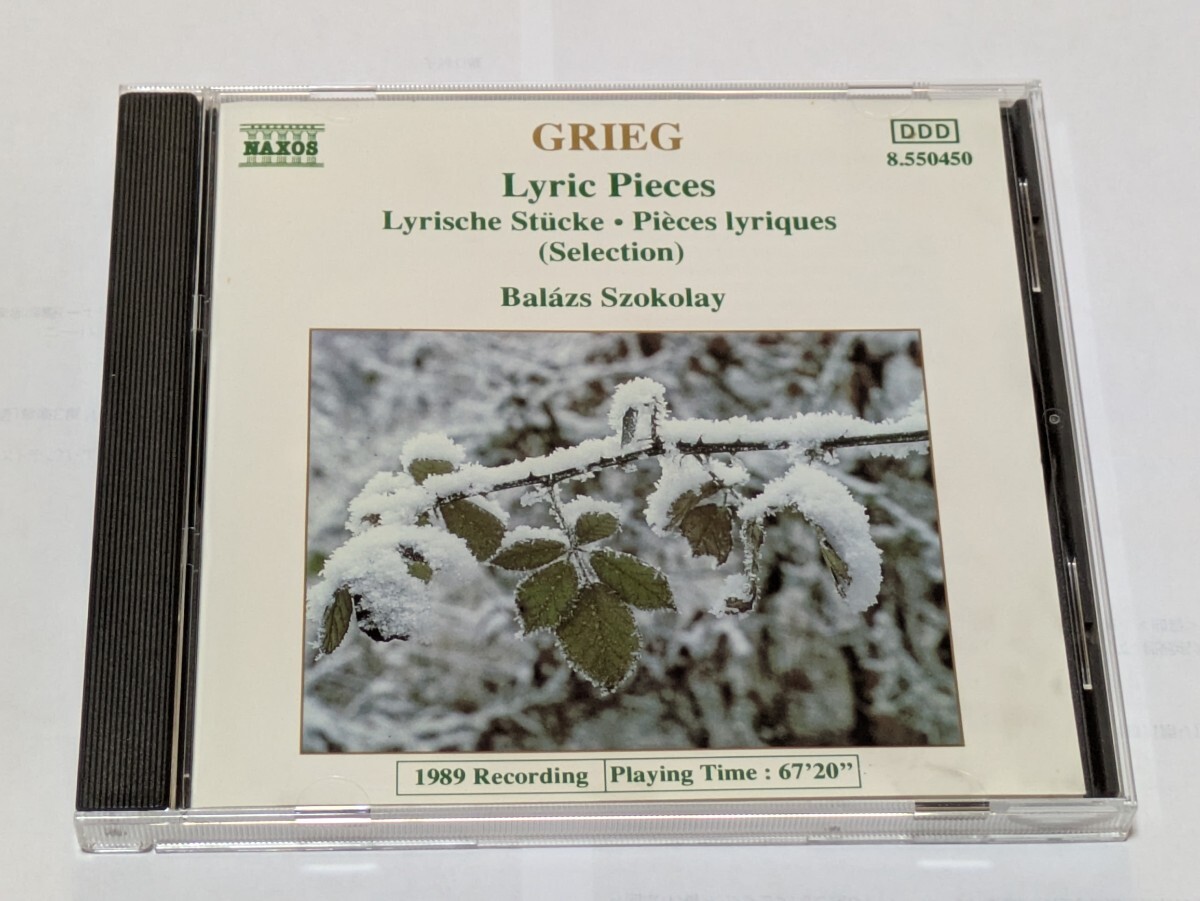 NAXOS
GRIEG
DDD
8.550450
Lyric Pieces
Lyrische Stücke • Pièces lyriques
(Selection)
Balázs Szokolay
1989 Recording
Playing Time : 67’20”